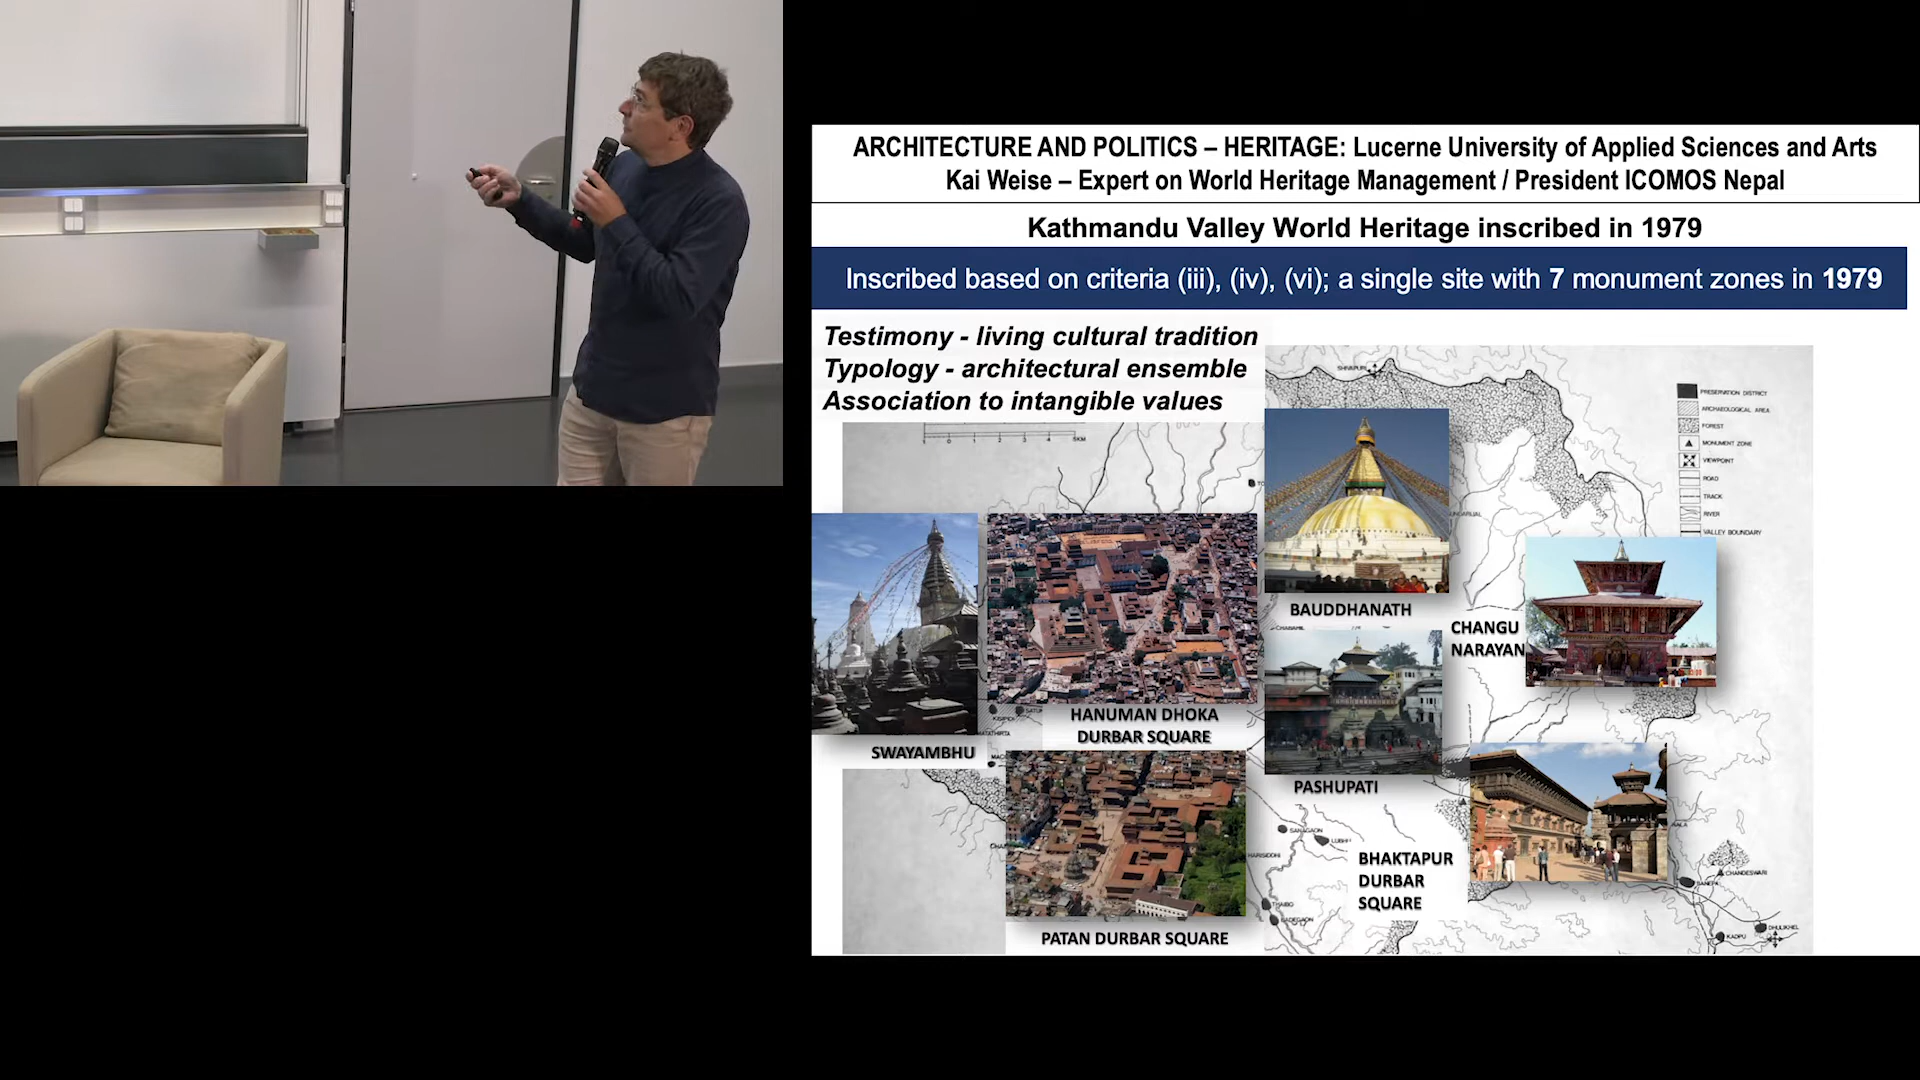 ARCHITECTURE AND POLITICS – HERITAGE: Lucerne University of Applied Sciences and Arts
Kai Weise – Expert on World Heritage Management / President ICOMOS Nepal
Kathmandu Valley World Heritage inscribed in 1979
Inscribed based on criteria (iii), (iv), (vi); a single site with 7 monument zones in 1979
Testimony - living cultural tradition
Typology - architectural ensemble
Association to intangible values
PRESERVATION DISTRICT
ARCHAEOLOGICAL AREA
FOREST
MONUMENT ZONE
VIEWPOINT
ROAD
TRACK
RIVER
VALLEY BOUNDARY
BAUDDHANATH
CHANGU
NARAYAN
HANUMAN DHOKA
DURBAR SQUARE
SWAYAMBHU
PASHUPATI
BHAKTAPUR
DURBAR
SQUARE
CHANDESWARI
DHULIKHEL
PATAN DURBAR SQUARE